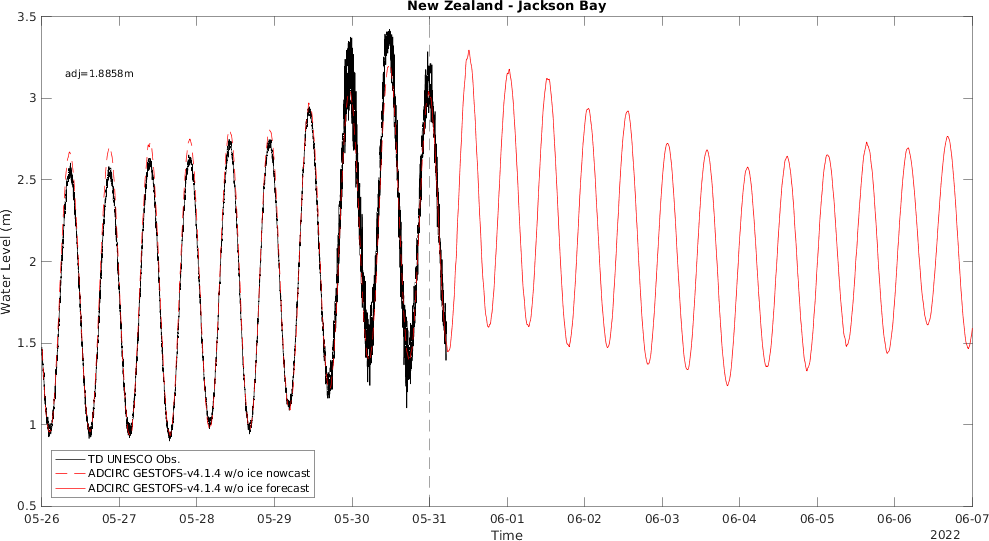 New Zealand - Jackson Bay
adj=1.8858m
Water Level (m)
3.5
3
2.5
2
1.5
1
0.5
TD UNESCO Obs.
ADCIRC GESTOFS-v4.1.4 w/o ice nowcast
ADCIRC GESTOFS-v4.1.4 w/o ice forecast
05-26 05-27 05-28 05-29 05-30 05-31 06-01 06-02 06-03 06-04 06-05 06-06 06-07
Time
2022